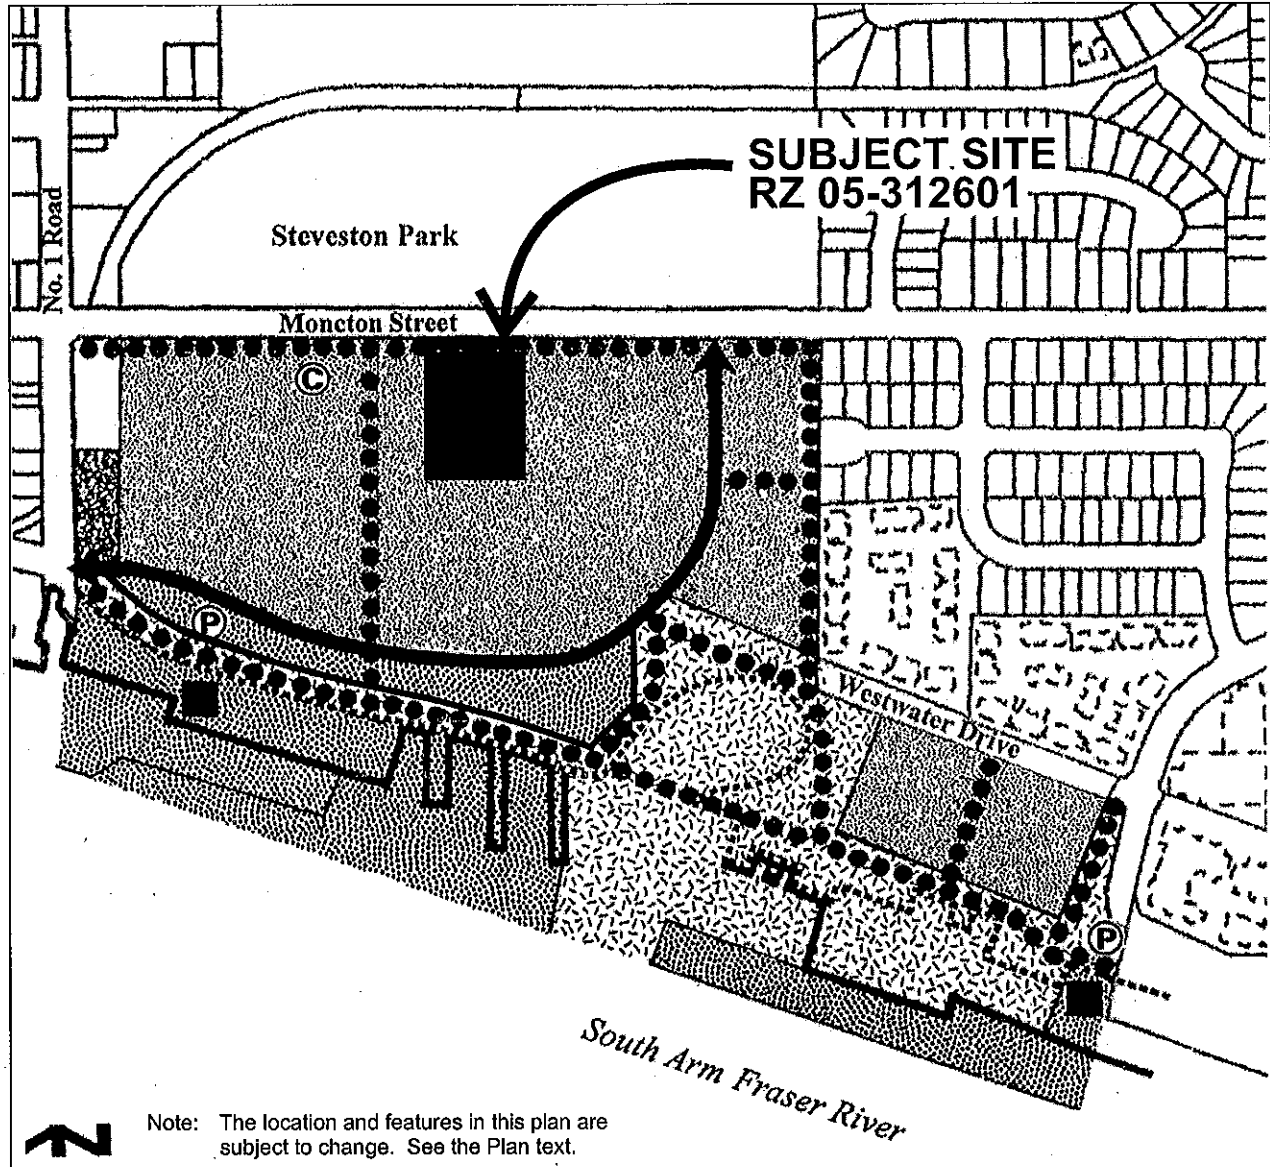 SUBJECT SITE
RZ 05-312601
No. 1 Road
Steveston Park
Moncton Street
C
P
Westwater Drive
P
South Arm Fraser River
N
Note: The location and features in this plan are
subject to change. See the Plan text.